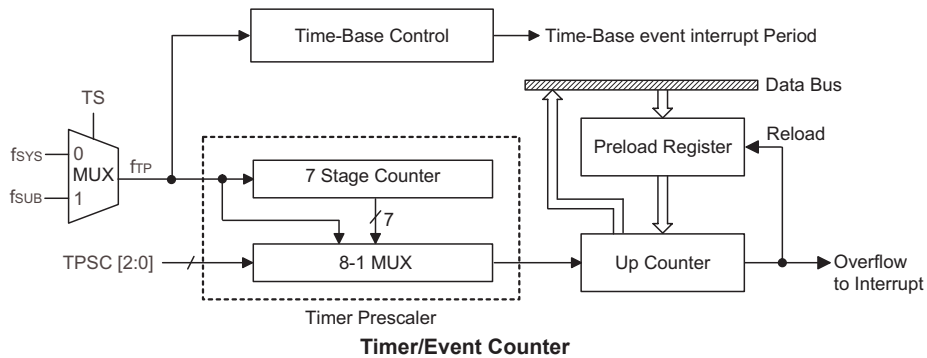 Time-Base Control
Time-Base event interrupt Period
Data Bus
TS
fSYS
0
MUX
fTP
fSUB
1
7 Stage Counter
Preload Register
Reload
7
TPSC [2:0]
8-1 MUX
Up Counter
Overflow
to Interrupt
Timer Prescaler
Timer/Event Counter